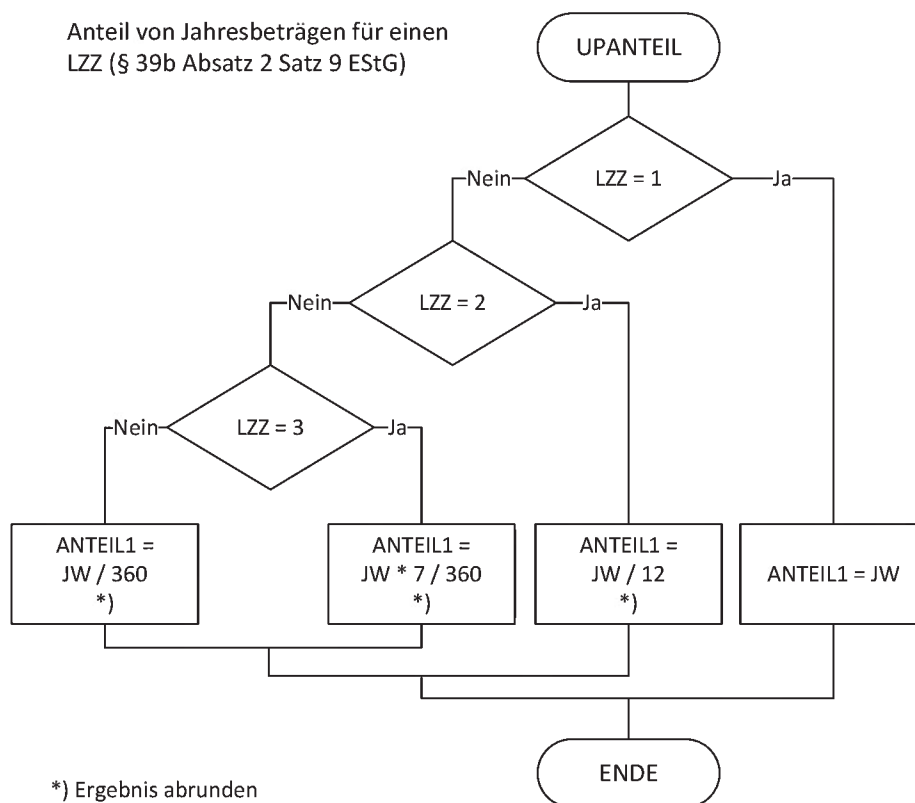 Anteil von Jahresbeträgen für einen
LZZ (§ 39b Absatz 2 Satz 9 EStG)
UPANTEIL
Nein
LZZ = 1
Ja
Nein
LZZ = 2
Ja
Nein
LZZ = 3
Ja
ANTEIL1 =
JW / 360
*)
ANTEIL1 =
JW * 7 / 360
*)
ANTEIL1 =
JW / 12
*)
ANTEIL1 = JW
ENDE
*) Ergebnis abrunden